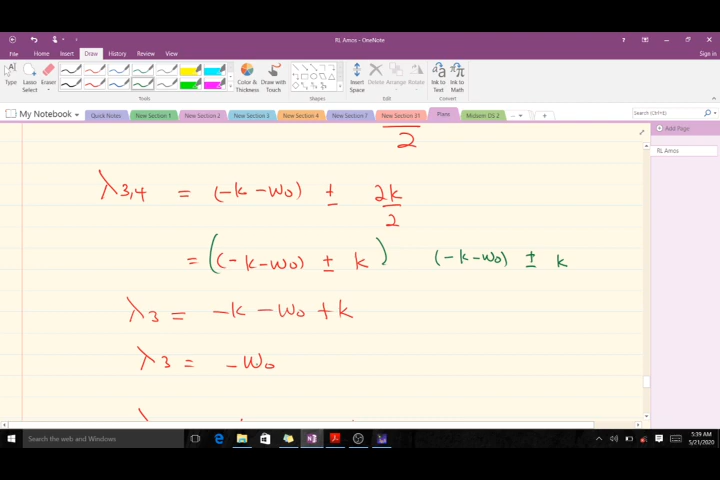 RL Amos - OneNote
File Home Insert Draw History Review View Sign in
Type Lasso Select Eraser Color & Thickness Draw with Touch Insert Space Ink to Text Ink to Math
Tools Shapes Edit Convert
My Notebook Quick Notes New Section 1 New Section 2 New Section 3 New Section 4 New Section 7 New Section 31 Plans Midsem DS 2 Search (Ctrl+E)
Add Page
RL Amos
2
λ3,4 = (-k-w0) ± 2k/2
= ((-k-w0) ± k) (-k-w0) ± k
λ3 = -k - w0 + k
λ3 = -w0
Search the web and Windows
5:39 AM
5/21/2020